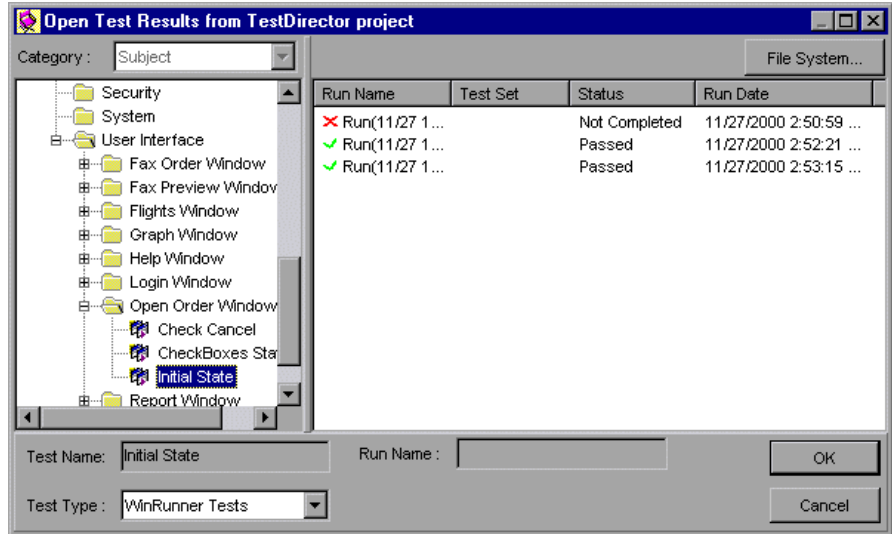 Open Test Results from TestDirector project
Category : Subject
File System...
Security
System
User Interface
Fax Order Window
Fax Preview Window
Flights Window
Graph Window
Help Window
Login Window
Open Order Window
Check Cancel
CheckBoxes Sta
Initial State
Report Window
Run Name Test Set Status Run Date
Run(11/27 1... Not Completed 11/27/2000 2:50:59 ...
Run(11/27 1... Passed 11/27/2000 2:52:21 ...
Run(11/27 1... Passed 11/27/2000 2:53:15 ...
Test Name: Initial State
Run Name :
OK
Test Type : WinRunner Tests
Cancel